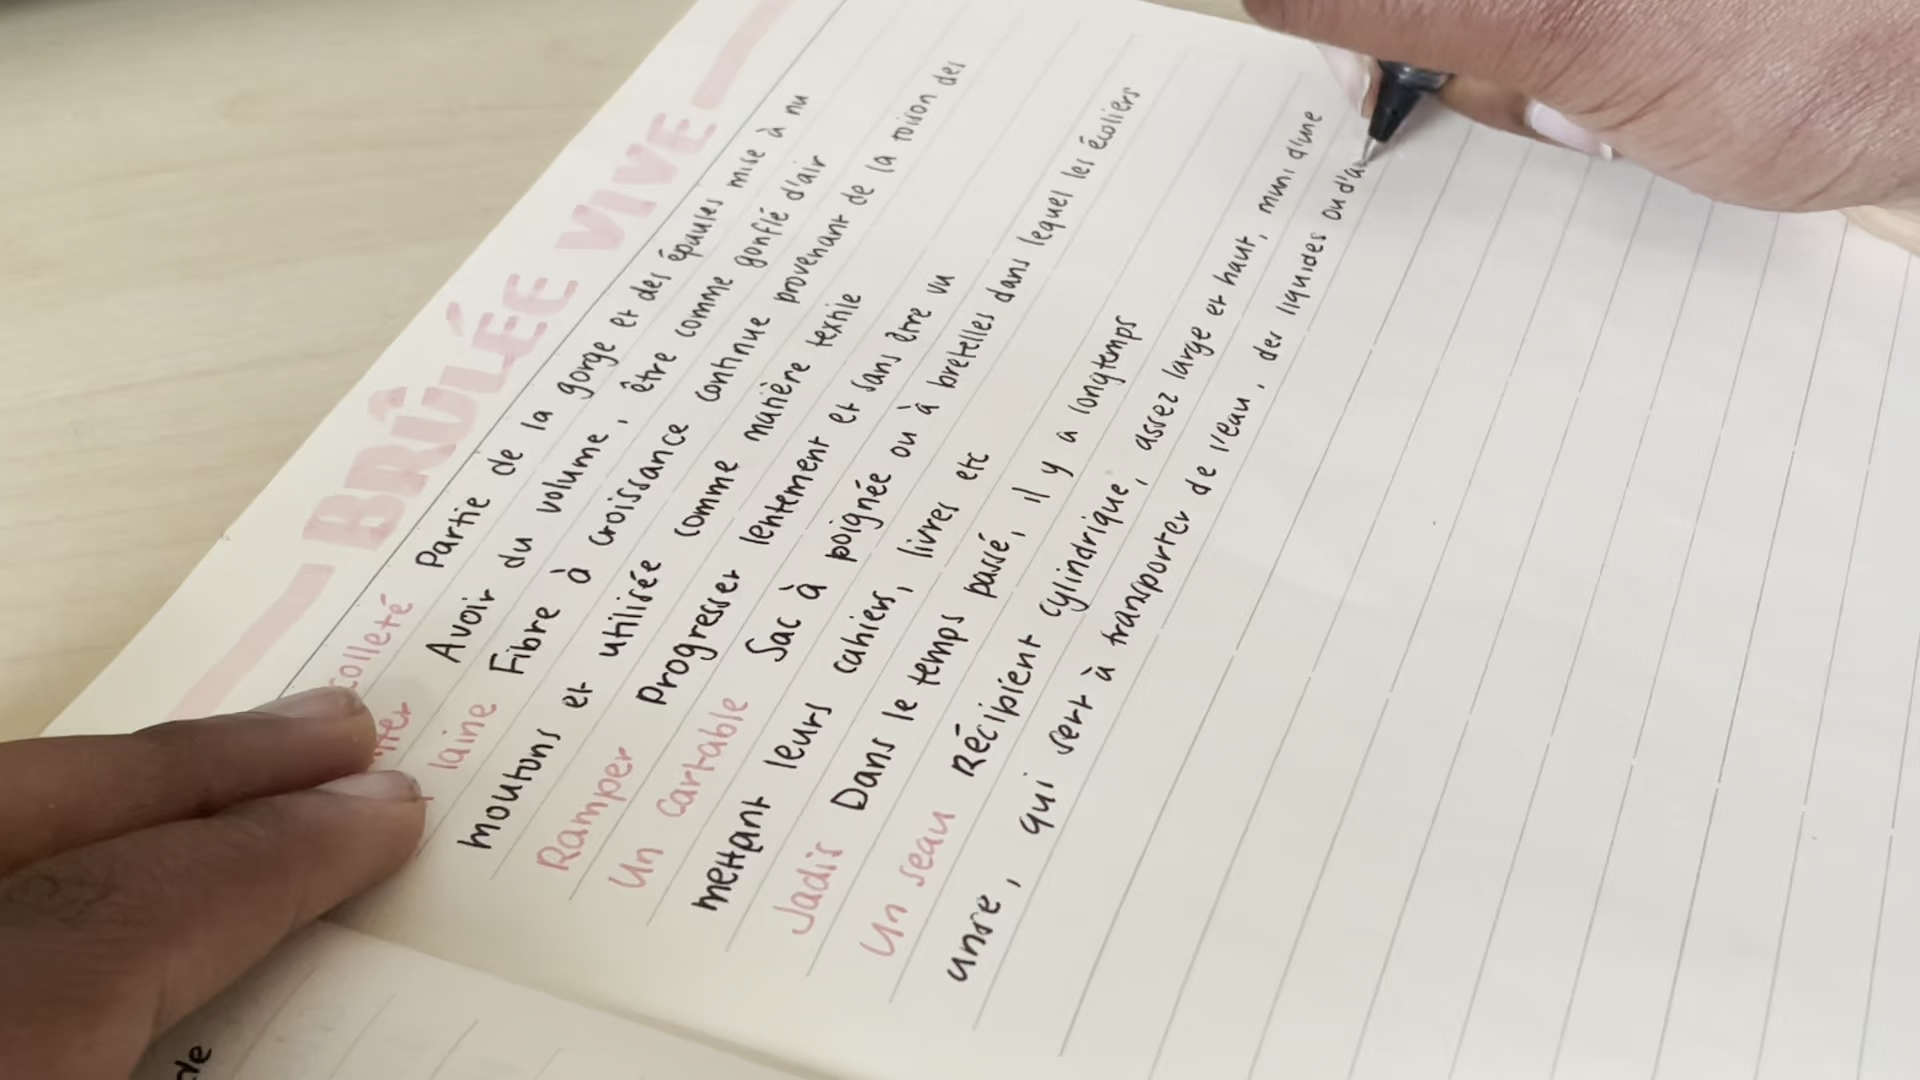 BRÛLÉE VIVE
colleté Partie de la gorge et des épaules mise à nu
Avoir du volume, être comme gonflé d'air
laine Fibre à croissance continue provenant de la toison des
moutons et utilisée comme matière textile
Ramper Progresser lentement et sans être vu
Un cartable Sac à poignée ou à bretelles dans lequel les écoliers
mettant leurs cahiers, livres etc
Jadis Dans le temps passé, il y a longtemps
Un seau Récipient cylindrique, assez large et haut, muni d'une
anse, qui sert à transporter de l'eau, des liquides ou d'a
de